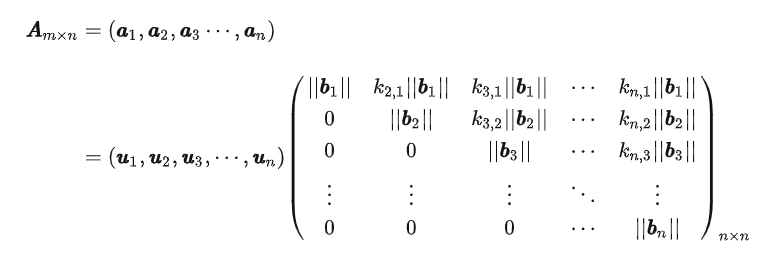 A_{m×n} = (a_1, a_2, a_3 ⋯, a_n)
= (u_1, u_2, u_3, ⋯, u_n)
||b_1|| k_{2,1}||b_1|| k_{3,1}||b_1|| ⋯ k_{n,1}||b_1||
0 ||b_2|| k_{3,2}||b_2|| ⋯ k_{n,2}||b_2||
0 0 ||b_3|| ⋯ k_{n,3}||b_3||
⋮ ⋮ ⋮ ⋱ ⋮
0 0 0 ⋯ ||b_n||
n×n